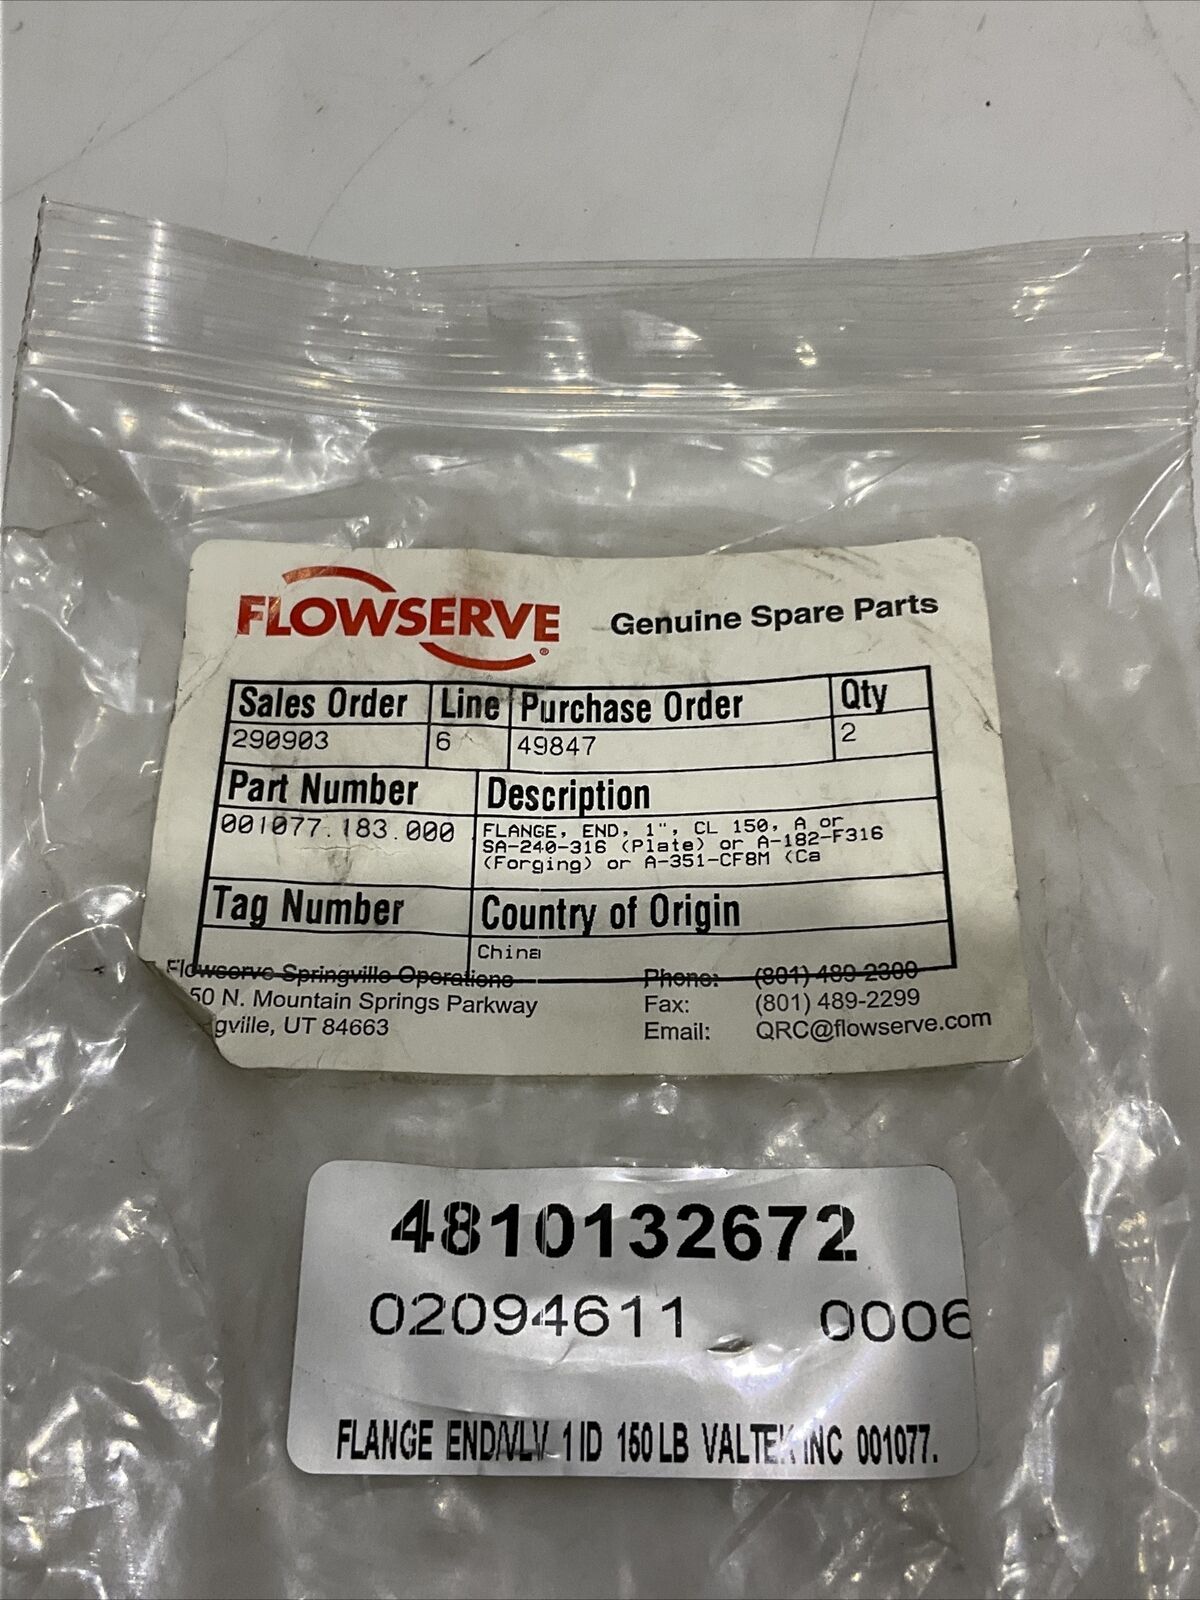 FLOWSERVE®
Genuine Spare Parts
Sales Order Line Purchase Order Qty
290903 6 49847 2
Part Number Description
001077.183.000 FLANGE, END, 1", CL 150, A or
SA-240-316 (Plate) or A-182-F316
(Forging) or A-351-CF8M (Ca
Tag Number Country of Origin
China
Flowserve Springville Operations Phone: (801) 489-2300
50 N. Mountain Springs Parkway Fax: (801) 489-2299
gville, UT 84663 Email: QRC@flowserve.com
4810132672
02094611 0006
FLANGE END/VLV 1 ID 150 LB VALTEK INC 001077.